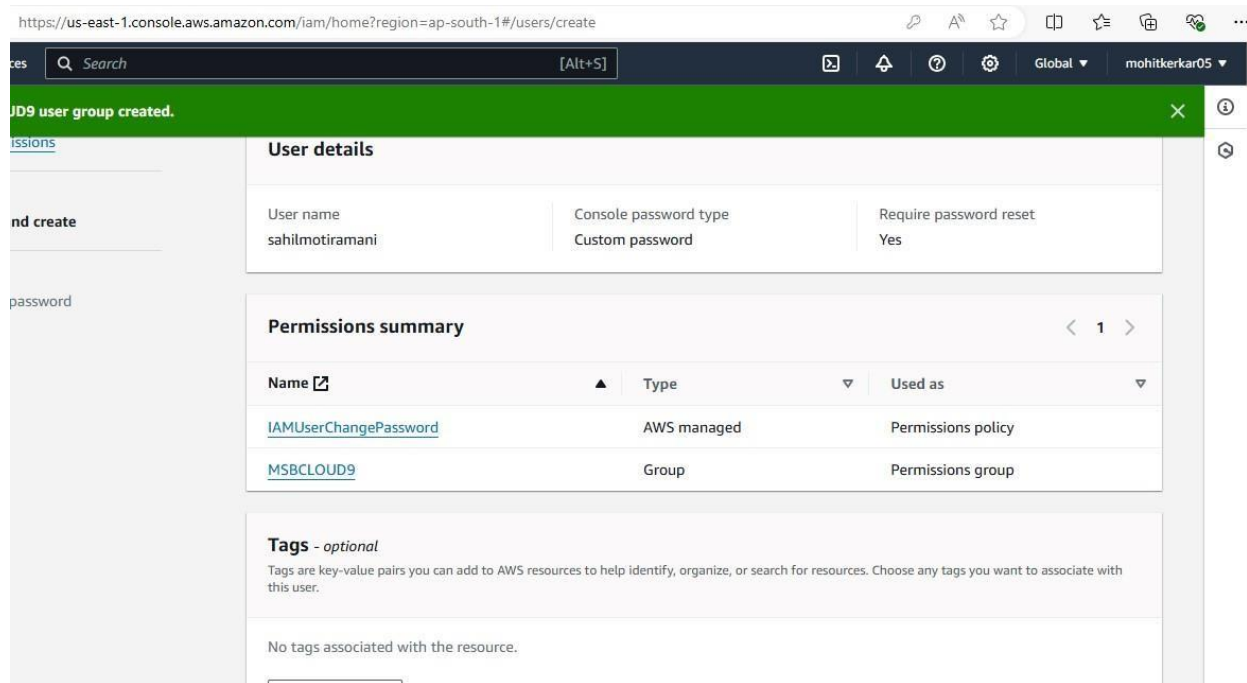 https://us-east-1.console.aws.amazon.com/iam/home?region=ap-south-1#/users/create
ces Search [Alt+S] Global mohitkerkar05
JD9 user group created.
issions
User details
nd create
User name Console password type Require password reset
sahilmotiramani Custom password Yes
password
Permissions summary 1
Name Type Used as
IAMUserChangePassword AWS managed Permissions policy
MSBCLOUD9 Group Permissions group
Tags - optional
Tags are key-value pairs you can add to AWS resources to help identify, organize, or search for resources. Choose any tags you want to associate with
this user.
No tags associated with the resource.